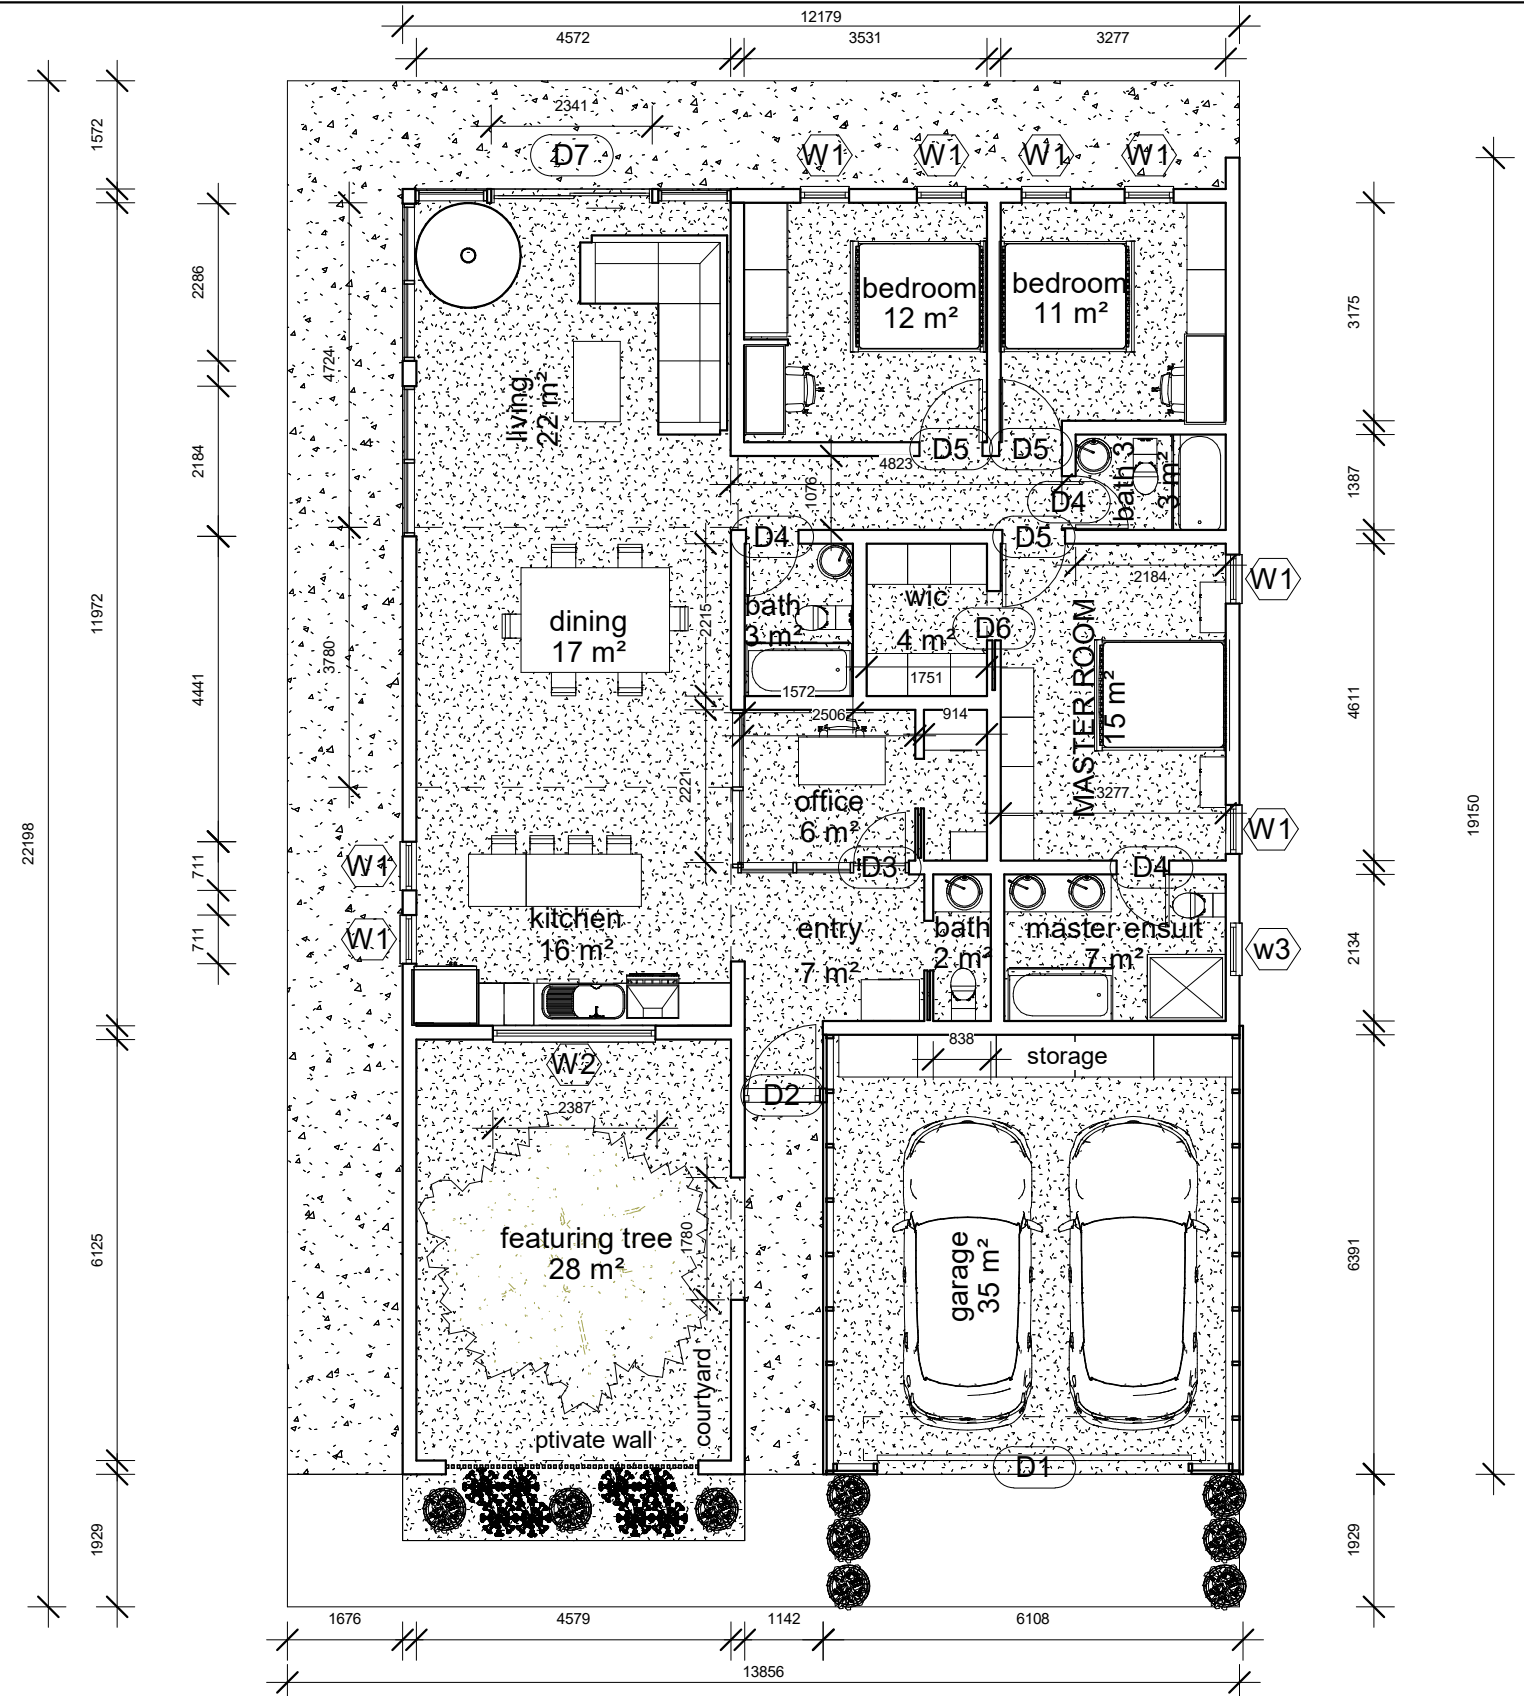 12179
4572
3531
3277
2341
1572
D7
W1
W1
W1
W1
2286
4724
living
22 m²
bedroom
12 m²
bedroom
11 m²
3175
D5
D5
4823
2184
1076
bath 3
3 m²
1387
D4
D4
D5
2184
W1
wic
4 m²
bath
3 m²
D6
dining
17 m²
2215
11972
3780
4441
1572
1751
MASTER ROOM
15 m²
4611
2506
914
2221
office
6 m²
3277
W1
22198
19150
711
W1
D3
D4
kitchen
16 m²
entry
7 m²
bath
2 m²
master ensuit
7 m²
W1
w3
711
2134
838
storage
W2
D2
2387
featuring tree
28 m²
1780
garage
35 m²
6125
6391
courtyard
ptivate wall
D1
1929
1929
1676
4579
1142
6108
13856